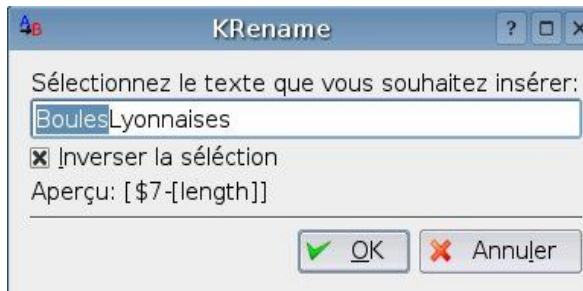 KRename
Sélectionnez le texte que vous souhaitez insérer:
BoulesLyonnaises
Inverser la séléction
Aperçu: [$7-[length]]
OK Annuler